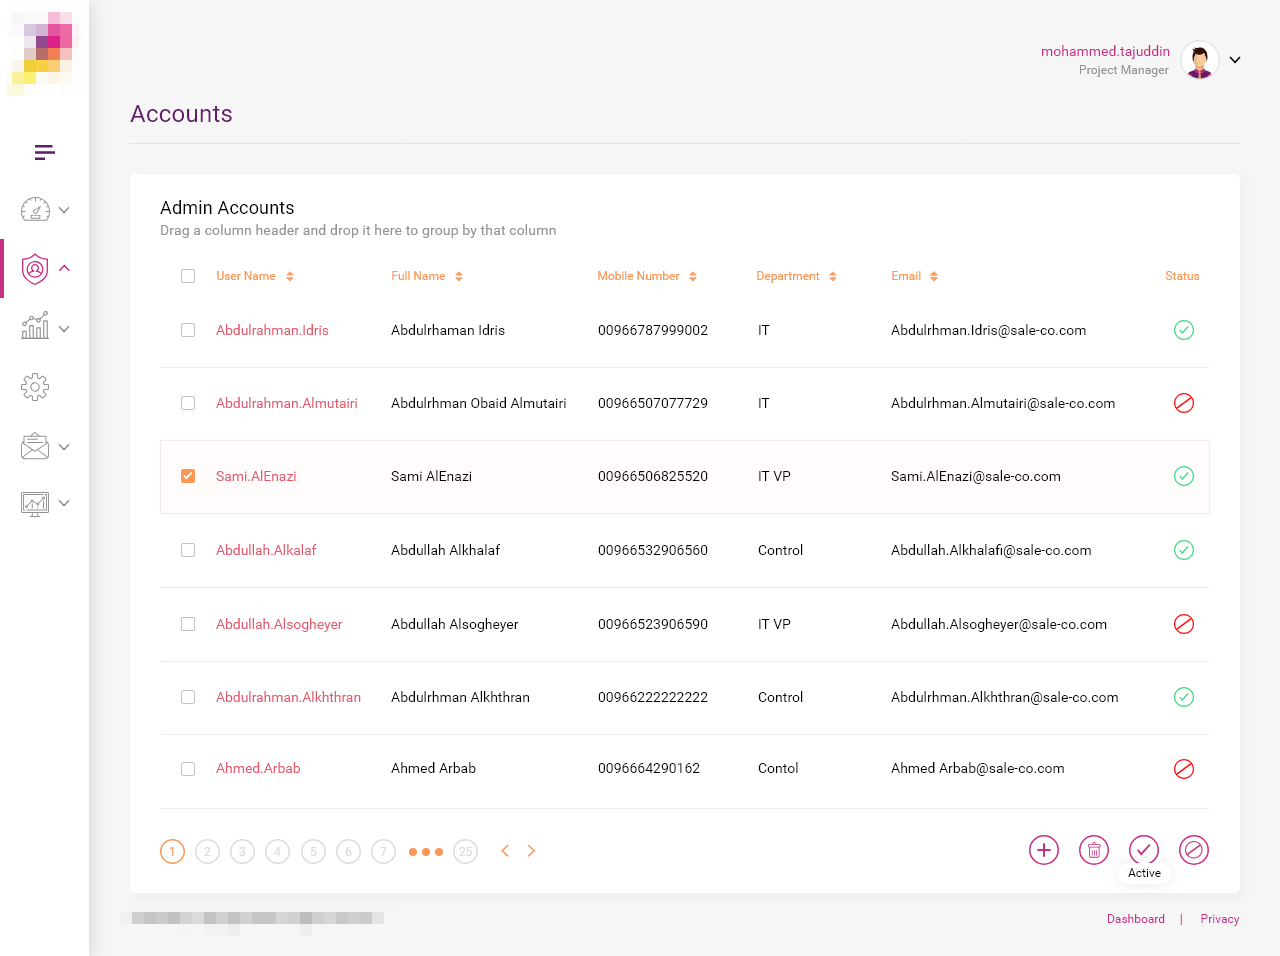 mohammed.tajuddin
Project Manager
Accounts
Admin Accounts
Drag a column header and drop it here to group by that column
User Name Full Name Mobile Number Department Email Status
Abdulrahman.Idris Abdulrhaman Idris 00966787999002 IT Abdulrhman.Idris@sale-co.com
Abdulrahman.Almutairi Abdulrhman Obaid Almutairi 00966507077729 IT Abdulrhman.Almutairi@sale-co.com
Sami.AlEnazi Sami AlEnazi 00966506825520 IT VP Sami.AlEnazi@sale-co.com
Abdullah.Alkalaf Abdullah Alkhalaf 00966532906560 Control Abdullah.Alkhalafi@sale-co.com
Abdullah.Alsogheyer Abdullah Alsogheyer 00966523906590 IT VP Abdullah.Alsogheyer@sale-co.com
Abdulrahman.Alkhthran Abdulrhman Alkhthran 00966222222222 Control Abdulrhman.Alkhthran@sale-co.com
Ahmed.Arbab Ahmed Arbab 0096664290162 Contol Ahmed Arbab@sale-co.com
1 2 3 4 5 6 7 25
Active
Dashboard | Privacy